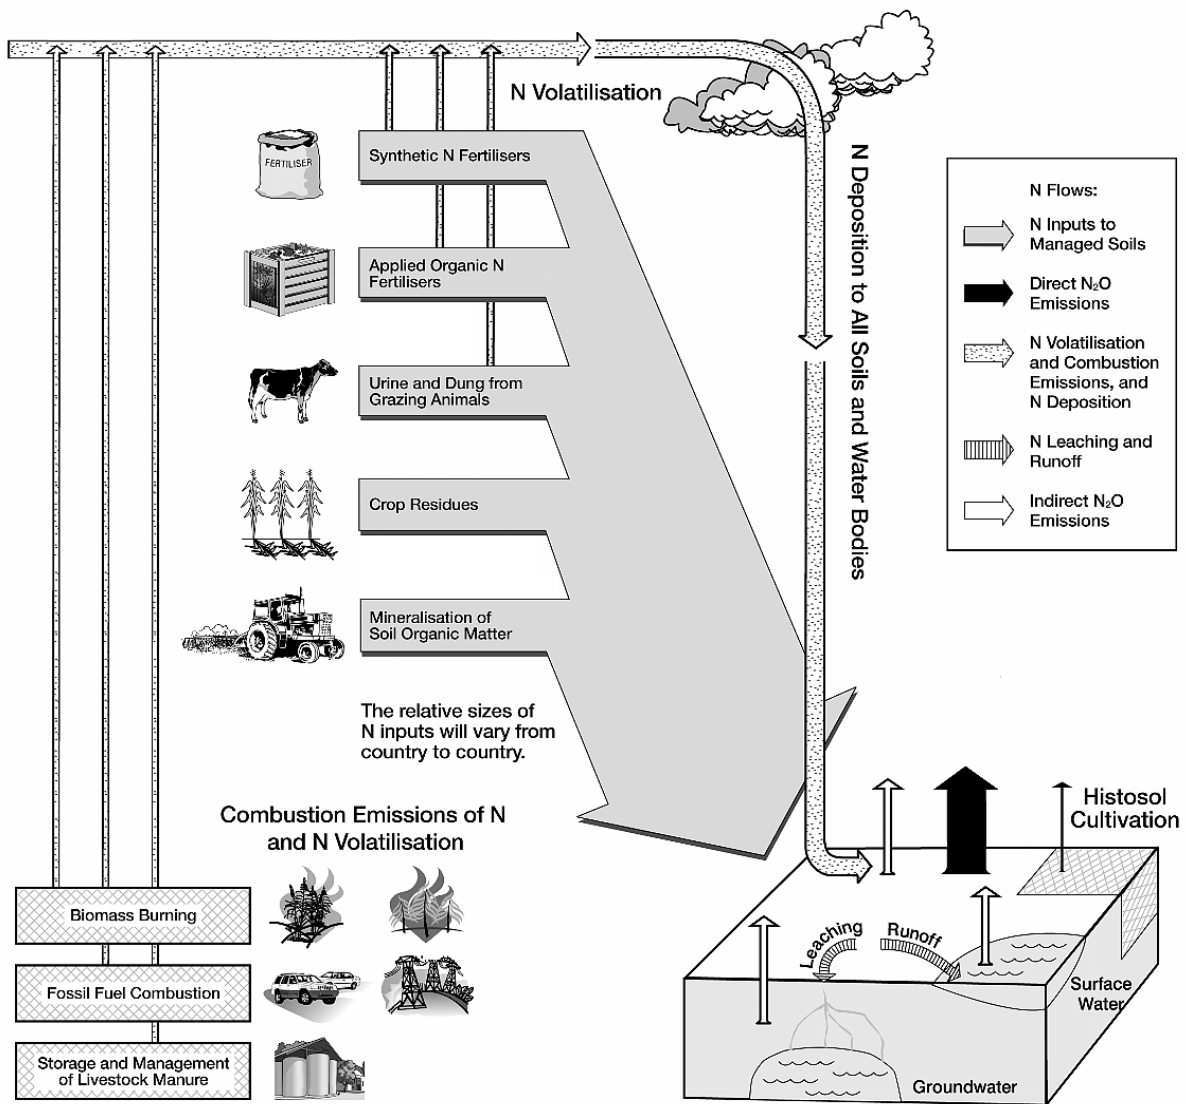 N Volatilisation
FERTILISER
Synthetic N Fertilisers
Applied Organic N
Fertilisers
Urine and Dung from
Grazing Animals
Crop Residues
Mineralisation of
Soil Organic Matter
The relative sizes of
N inputs will vary from
country to country.
N Deposition to All Soils and Water Bodies
N Flows:
N Inputs to
Managed Soils
Direct N₂O
Emissions
N Volatilisation
and Combustion
Emissions, and
N Deposition
N Leaching and
Runoff
Indirect N₂O
Emissions
Combustion Emissions of N
and N Volatilisation
Biomass Burning
Fossil Fuel Combustion
Storage and Management
of Livestock Manure
Histosol
Cultivation
Leaching
Runoff
Surface
Water
Groundwater